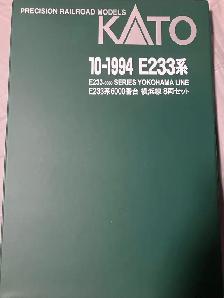 PRECISION RAILROAD MODELS
KATO
10-1994 E233系
E233-6000 SERIES YOKOHAMA LINE
E233系6000番台 横浜線 8両セット